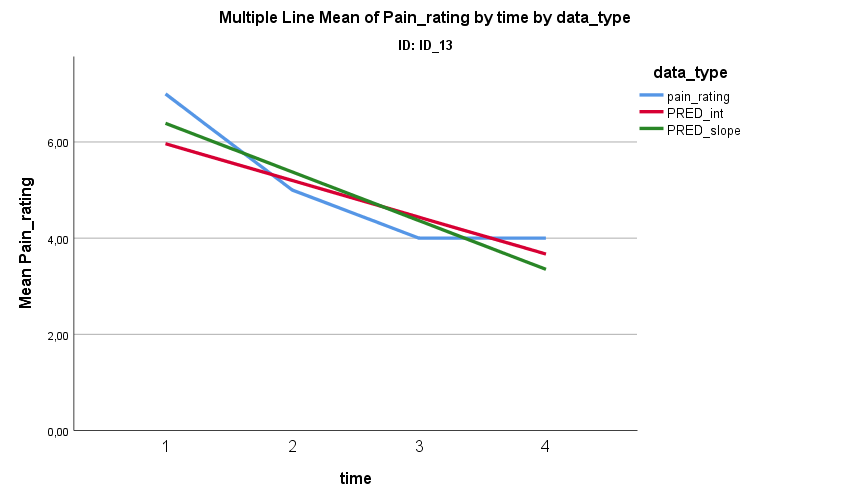 Multiple Line Mean of Pain_rating by time by data_type
ID: ID_13
data_type
pain_rating
PRED_int
PRED_slope
Mean Pain_rating
6,00
4,00
2,00
0,00
1 2 3 4
time